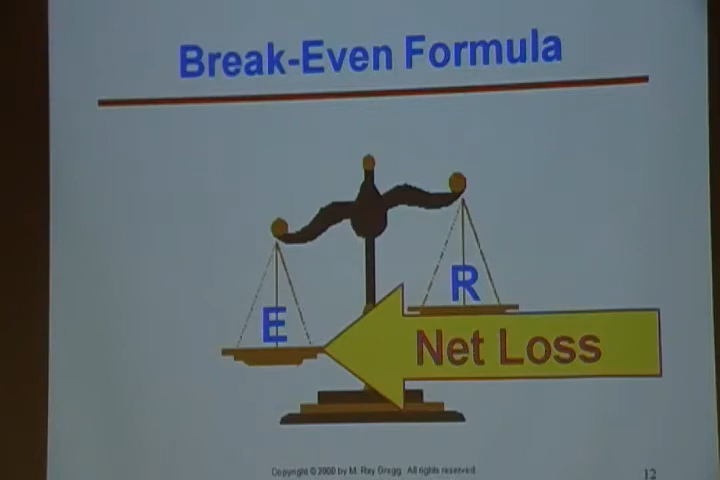 Break-Even Formula
R
E
Net Loss
Copyright © 2000 by M. Ray Gregg. All rights reserved
12